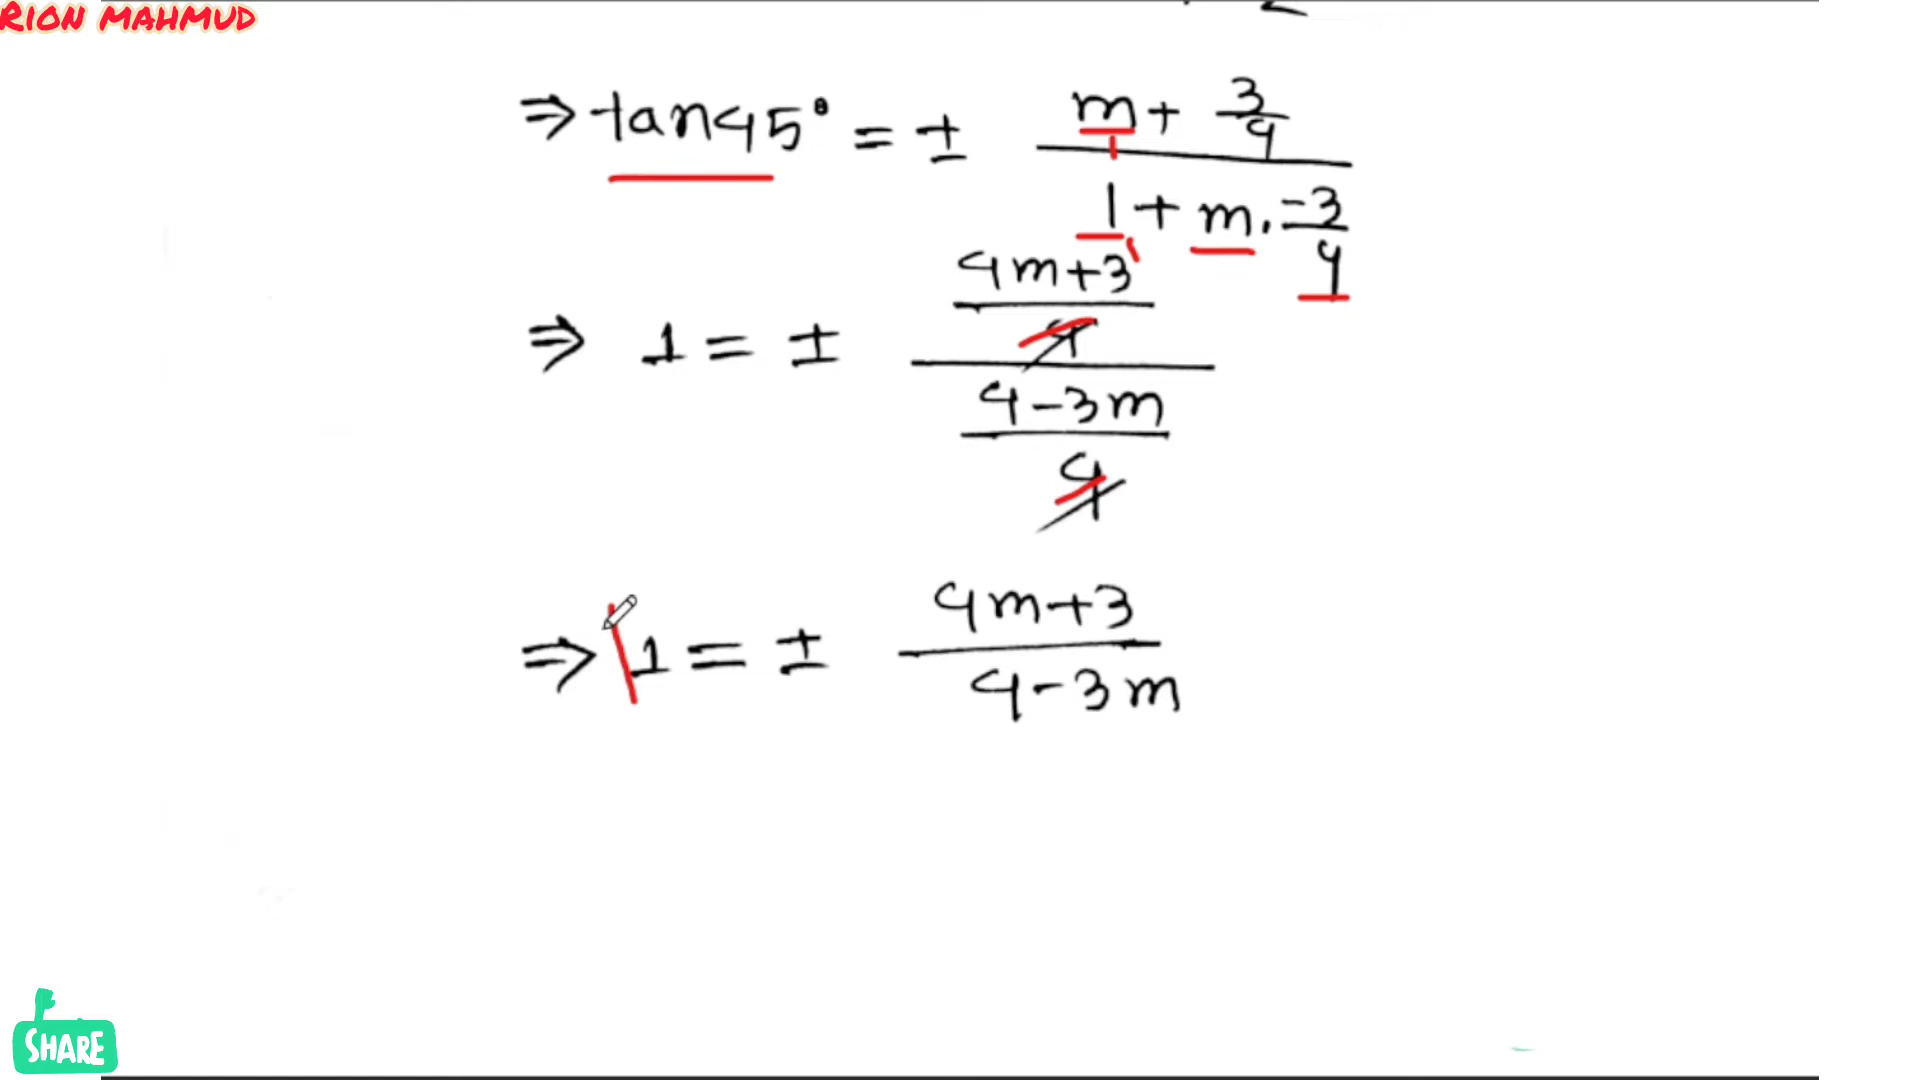 RION MAHMUD
⇒ tan45° = ± (m + 3/4) / (1 + m . -3/4)
⇒ 1 = ± ((4m+3)/4) / ((4-3m)/4)
⇒ 1 = ± (4m+3) / (4-3m)
SHARE